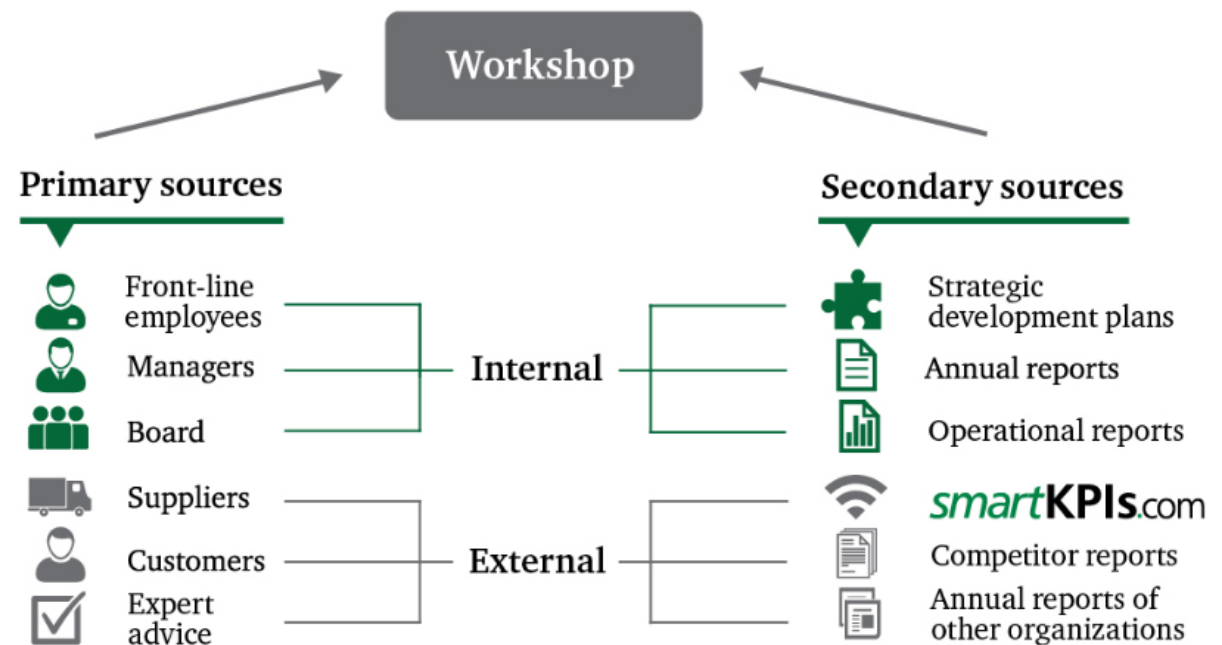 Workshop
Primary sources
Front-line
employees
Managers
Board
Suppliers
Customers
Expert
advice
Internal
External
Secondary sources
Strategic
development plans
Annual reports
Operational reports
smartKPIs.com
Competitor reports
Annual reports of
other organizations